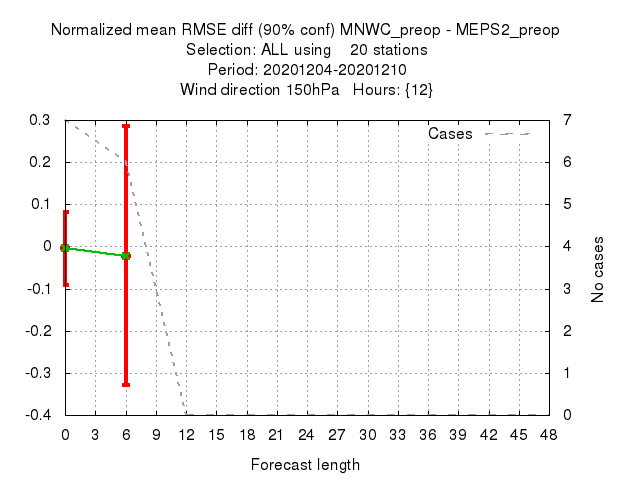 Normalized mean RMSE diff (90% conf) MNWC_preop - MEPS2_preop
Selection: ALL using 20 stations
Period: 20201204-20201210
Wind direction 150hPa Hours: {12}
Cases
0.3
0.2
0.1
0
-0.1
-0.2
-0.3
-0.4
7
6
5
4
3
2
1
0
No cases
0 3 6 9 12 15 18 21 24 27 30 33 36 39 42 45 48
Forecast length